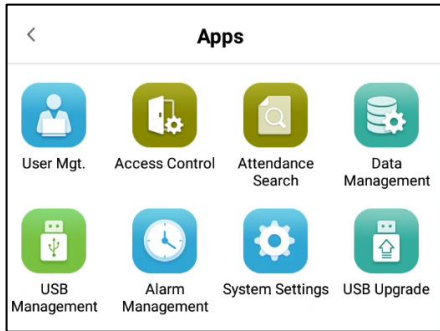 Apps
User Mgt.
Access Control
Attendance
Search
Data
Management
USB
Management
Alarm
Management
System Settings
USB Upgrade